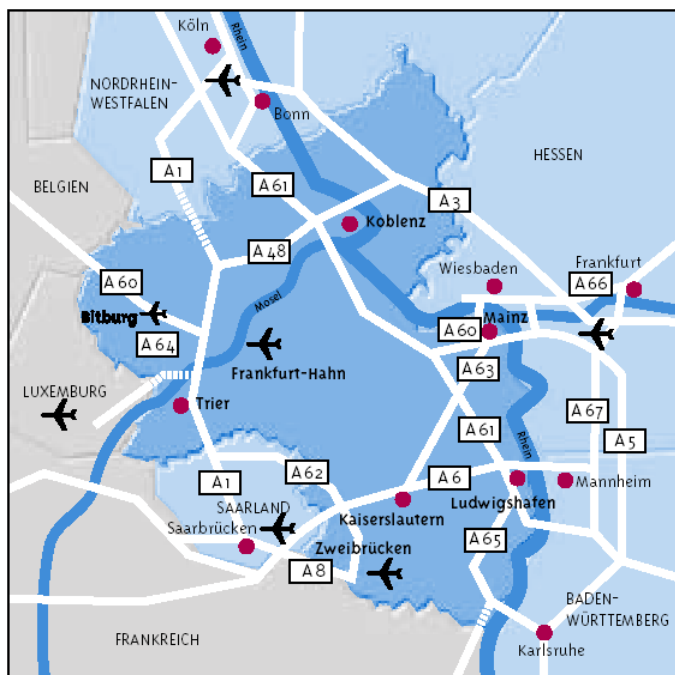 Köln
Rhein
NORDRHEIN-
WESTFALEN
Bonn
HESSEN
A1
A61
BELGIEN
A3
Koblenz
A48
Wiesbaden
Frankfurt
A60
A66
Mosel
Mainz
Bitburg
A60
A64
Frankfurt-Hahn
A63
LUXEMBURG
Trier
A67
A61
A5
Rhein
A62
A1
A6
Mannheim
SAARLAND
Kaiserslautern
Ludwigshafen
Saarbrücken
A65
Zweibrücken
A8
BADEN-
WÜRTTEMBERG
FRANKREICH
Karlsruhe